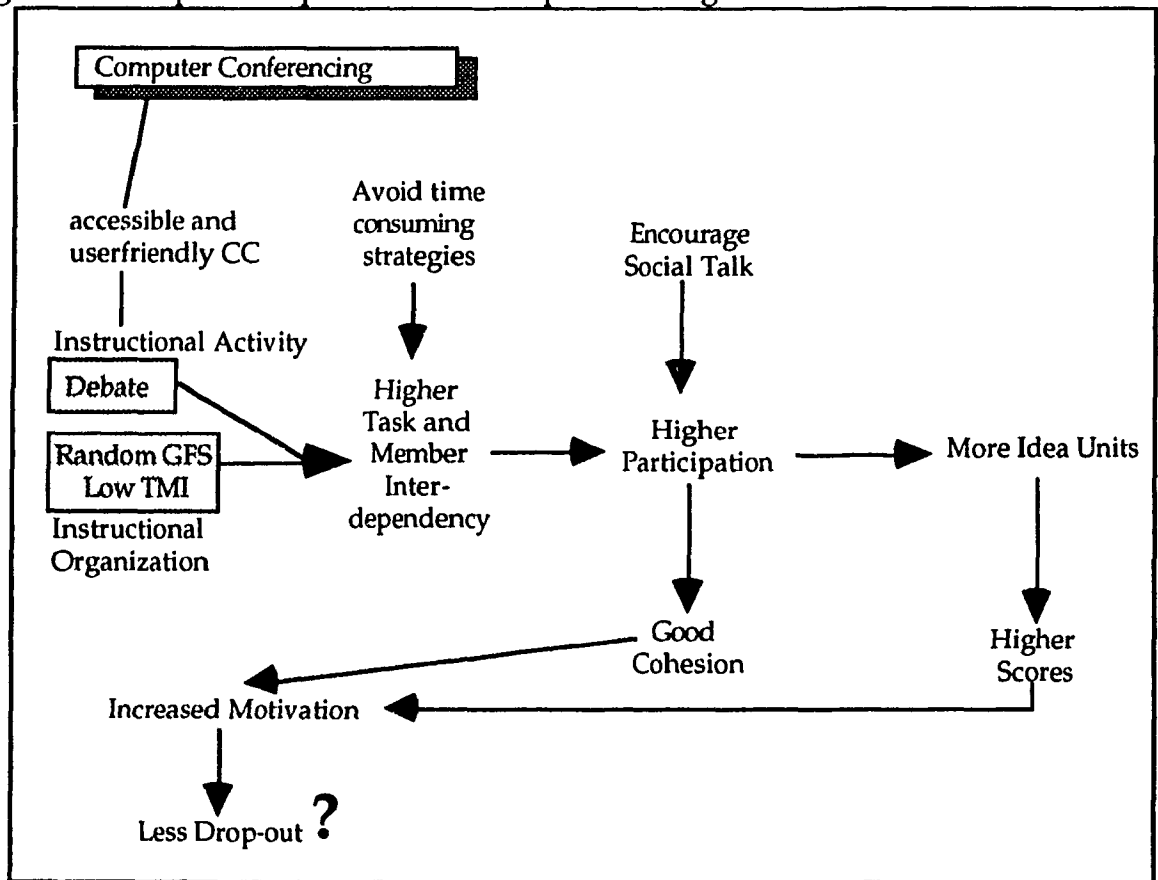 Computer Conferencing
accessible and
userfriendly CC
Avoid time
consuming
strategies
Encourage
Social Talk
Instructional Activity
Debate
Random GFS
Low TMI
Instructional
Organization
Higher
Task and
Member
Inter-
dependency
Higher
Participation
More Idea Units
Good
Cohesion
Higher
Scores
Increased Motivation
Less Drop-out ?